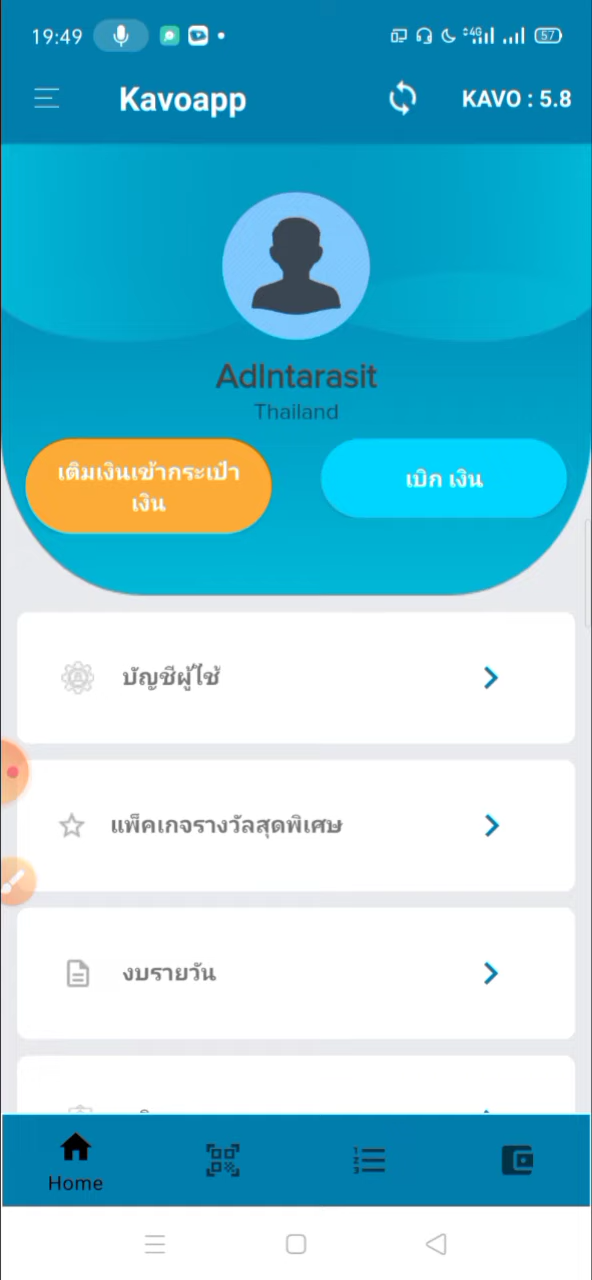 19:49
4G
57
Kavoapp
KAVO : 5.8
AdIntarasit
Thailand
เติมเงินเข้ากระเป๋า
เงิน
เบิก เงิน
บัญชีผู้ใช้
แพ็คเกจรางวัลสุดพิเศษ
งบรายวัน
Home